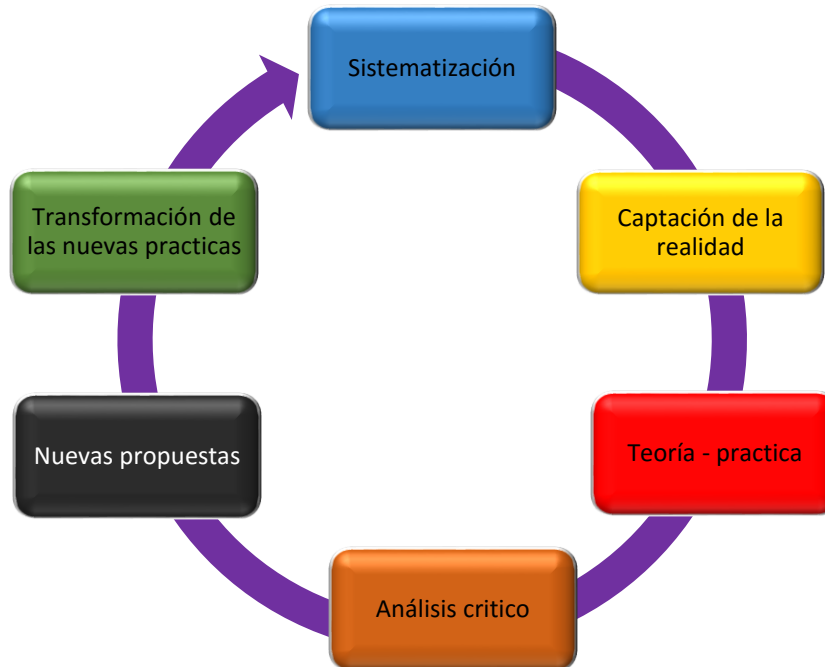 Sistematización
Captación de la
realidad
Teoría - practica
Análisis critico
Nuevas propuestas
Transformación de
las nuevas practicas